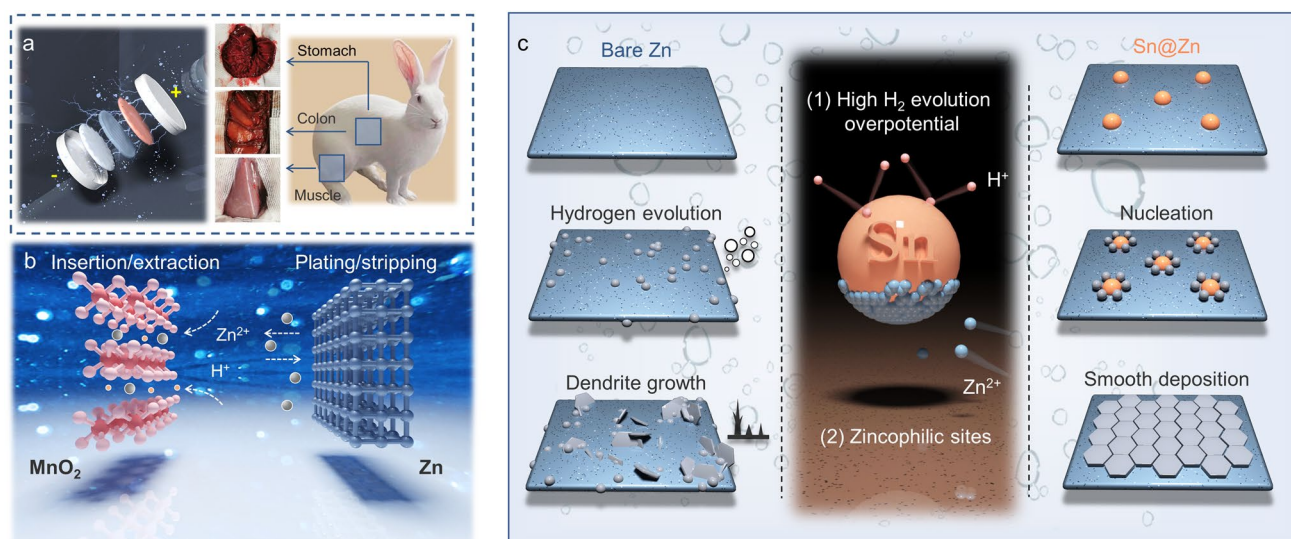 a
+
-
Stomach
Colon
Muscle
b
Insertion/extraction
Plating/stripping
Zn²⁺
H⁺
MnO₂
Zn
c
Bare Zn
Hydrogen evolution
Dendrite growth
(1) High H₂ evolution
overpotential
H⁺
Sn
Zn²⁺
(2) Zincophilic sites
Sn@Zn
Nucleation
Smooth deposition